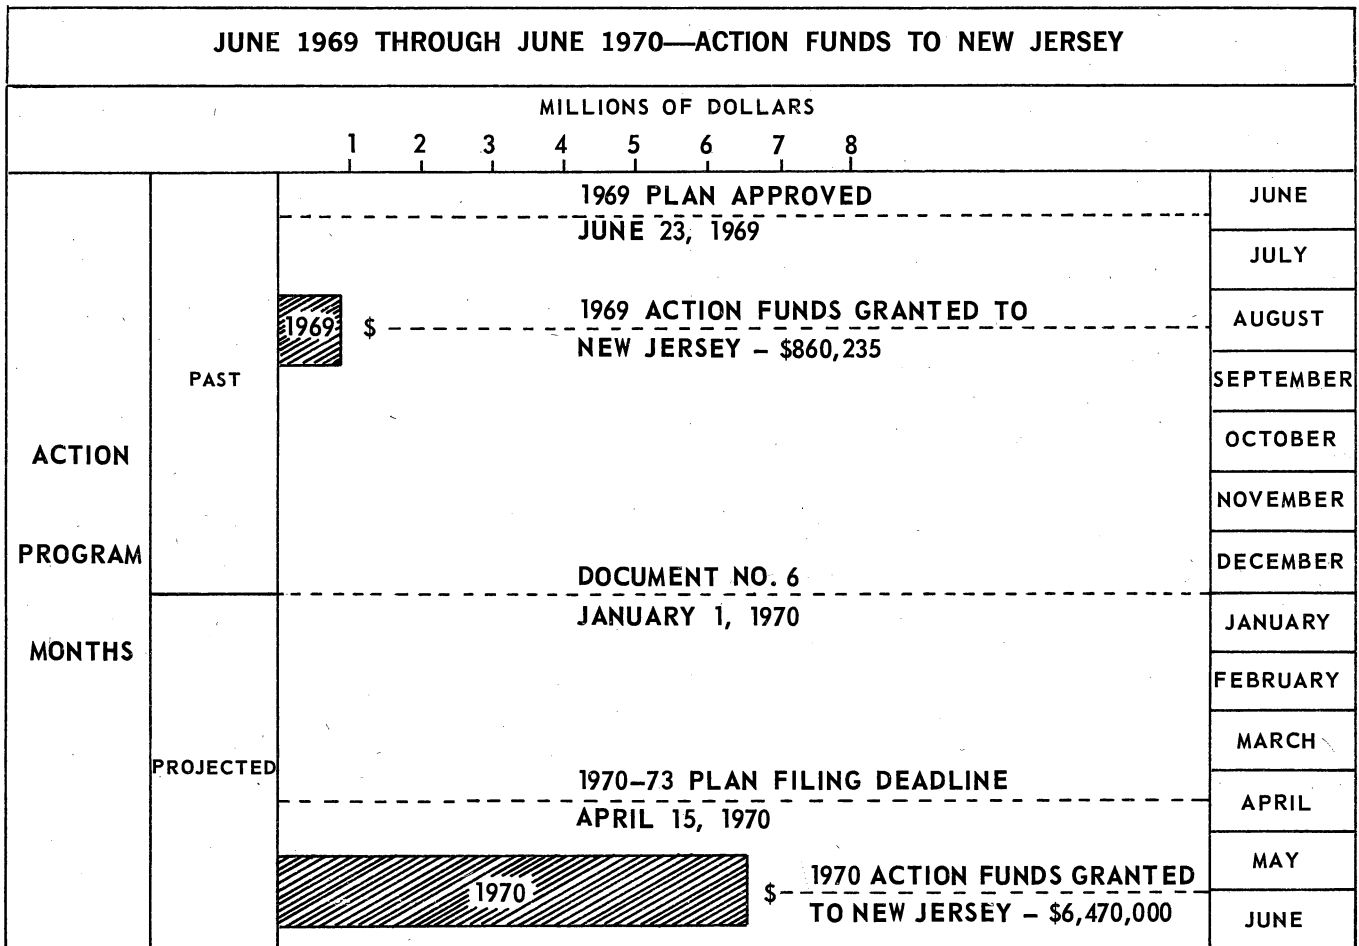 JUNE 1969 THROUGH JUNE 1970—ACTION FUNDS TO NEW JERSEY
MILLIONS OF DOLLARS
1 2 3 4 5 6 7 8
1969 PLAN APPROVED
JUNE 23, 1969
JUNE
JULY
1969
$
1969 ACTION FUNDS GRANTED TO
NEW JERSEY – $860,235
AUGUST
PAST
SEPTEMBER
OCTOBER
ACTION
NOVEMBER
PROGRAM
DECEMBER
DOCUMENT NO. 6
JANUARY 1, 1970
JANUARY
MONTHS
FEBRUARY
MARCH
PROJECTED
1970–73 PLAN FILING DEADLINE
APRIL 15, 1970
APRIL
MAY
1970
$
1970 ACTION FUNDS GRANTED
TO NEW JERSEY – $6,470,000
JUNE